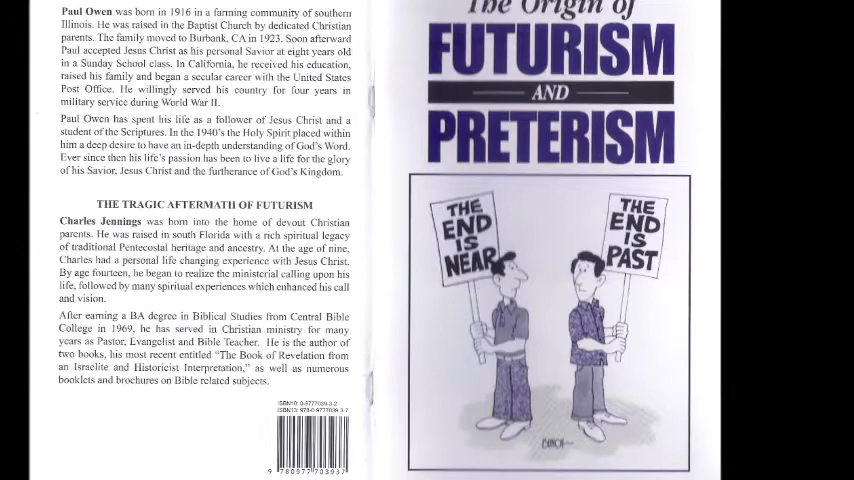 Paul Owen was born in 1916 in a farming community of southern
Illinois. He was raised in the Baptist Church by dedicated Christian
parents. The family moved to Burbank, CA in 1923. Soon afterward
Paul accepted Jesus Christ as his personal Savior at eight years old
in a Sunday School class. In California, he received his education,
raised his family and began a secular career with the United States
Post Office. He willingly served his country for four years in
military service during World War II.
Paul Owen has spent his life as a follower of Jesus Christ and a
student of the Scriptures. In the 1940's the Holy Spirit placed within
him a deep desire to have an in-depth understanding of God's Word.
Ever since then his life's passion has been to live a life for the glory
of his Savior, Jesus Christ and the furtherance of God's Kingdom.
THE TRAGIC AFTERMATH OF FUTURISM
Charles Jennings was born into the home of devout Christian
parents. He was raised in south Florida with a rich spiritual legacy
of traditional Pentecostal heritage and ancestry. At the age of nine,
Charles had a personal life changing experience with Jesus Christ.
By age fourteen, he began to realize the ministerial calling upon his
life, followed by many spiritual experiences which enhanced his call
and vision.
After earning a BA degree in Biblical Studies from Central Bible
College in 1969, he has served in Christian ministry for many
years as Pastor, Evangelist and Bible Teacher. He is the author of
two books, his most recent entitled "The Book of Revelation from
an Israelite and Historicist Interpretation," as well as numerous
booklets and brochures on Bible related subjects.
ISBN10: 0-9777039-3-2
ISBN13: 978-0-9777039-3-7
9 780977 703937
The Origin of
FUTURISM
AND
PRETERISM
THE
END
IS
NEAR
THE
END
IS
PAST